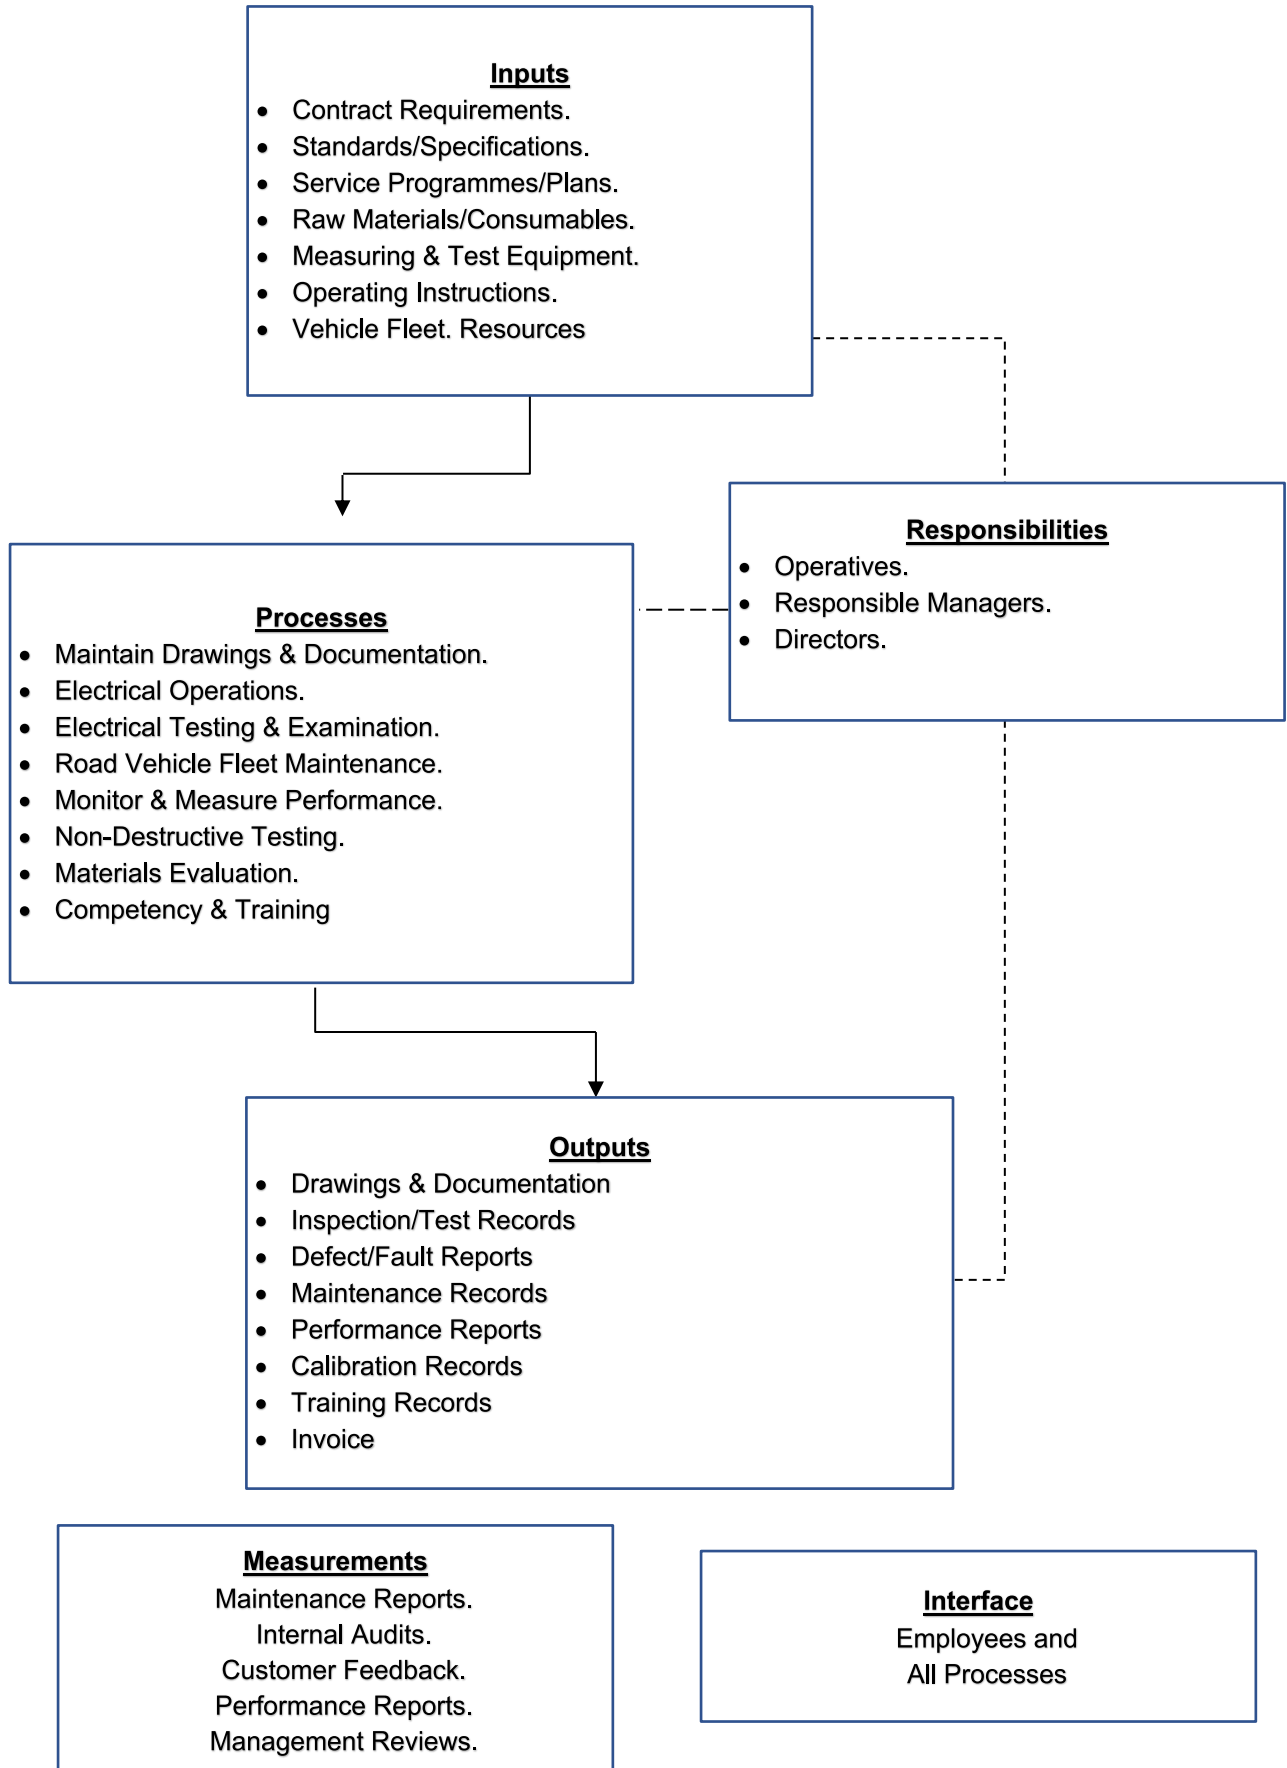 Inputs
• Contract Requirements.
• Standards/Specifications.
• Service Programmes/Plans.
• Raw Materials/Consumables.
• Measuring & Test Equipment.
• Operating Instructions.
• Vehicle Fleet. Resources
Responsibilities
• Operatives.
• Responsible Managers.
• Directors.
Processes
• Maintain Drawings & Documentation.
• Electrical Operations.
• Electrical Testing & Examination.
• Road Vehicle Fleet Maintenance.
• Monitor & Measure Performance.
• Non-Destructive Testing.
• Materials Evaluation.
• Competency & Training
Outputs
• Drawings & Documentation
• Inspection/Test Records
• Defect/Fault Reports
• Maintenance Records
• Performance Reports
• Calibration Records
• Training Records
• Invoice
Measurements
Maintenance Reports.
Internal Audits.
Customer Feedback.
Performance Reports.
Management Reviews.
Interface
Employees and
All Processes